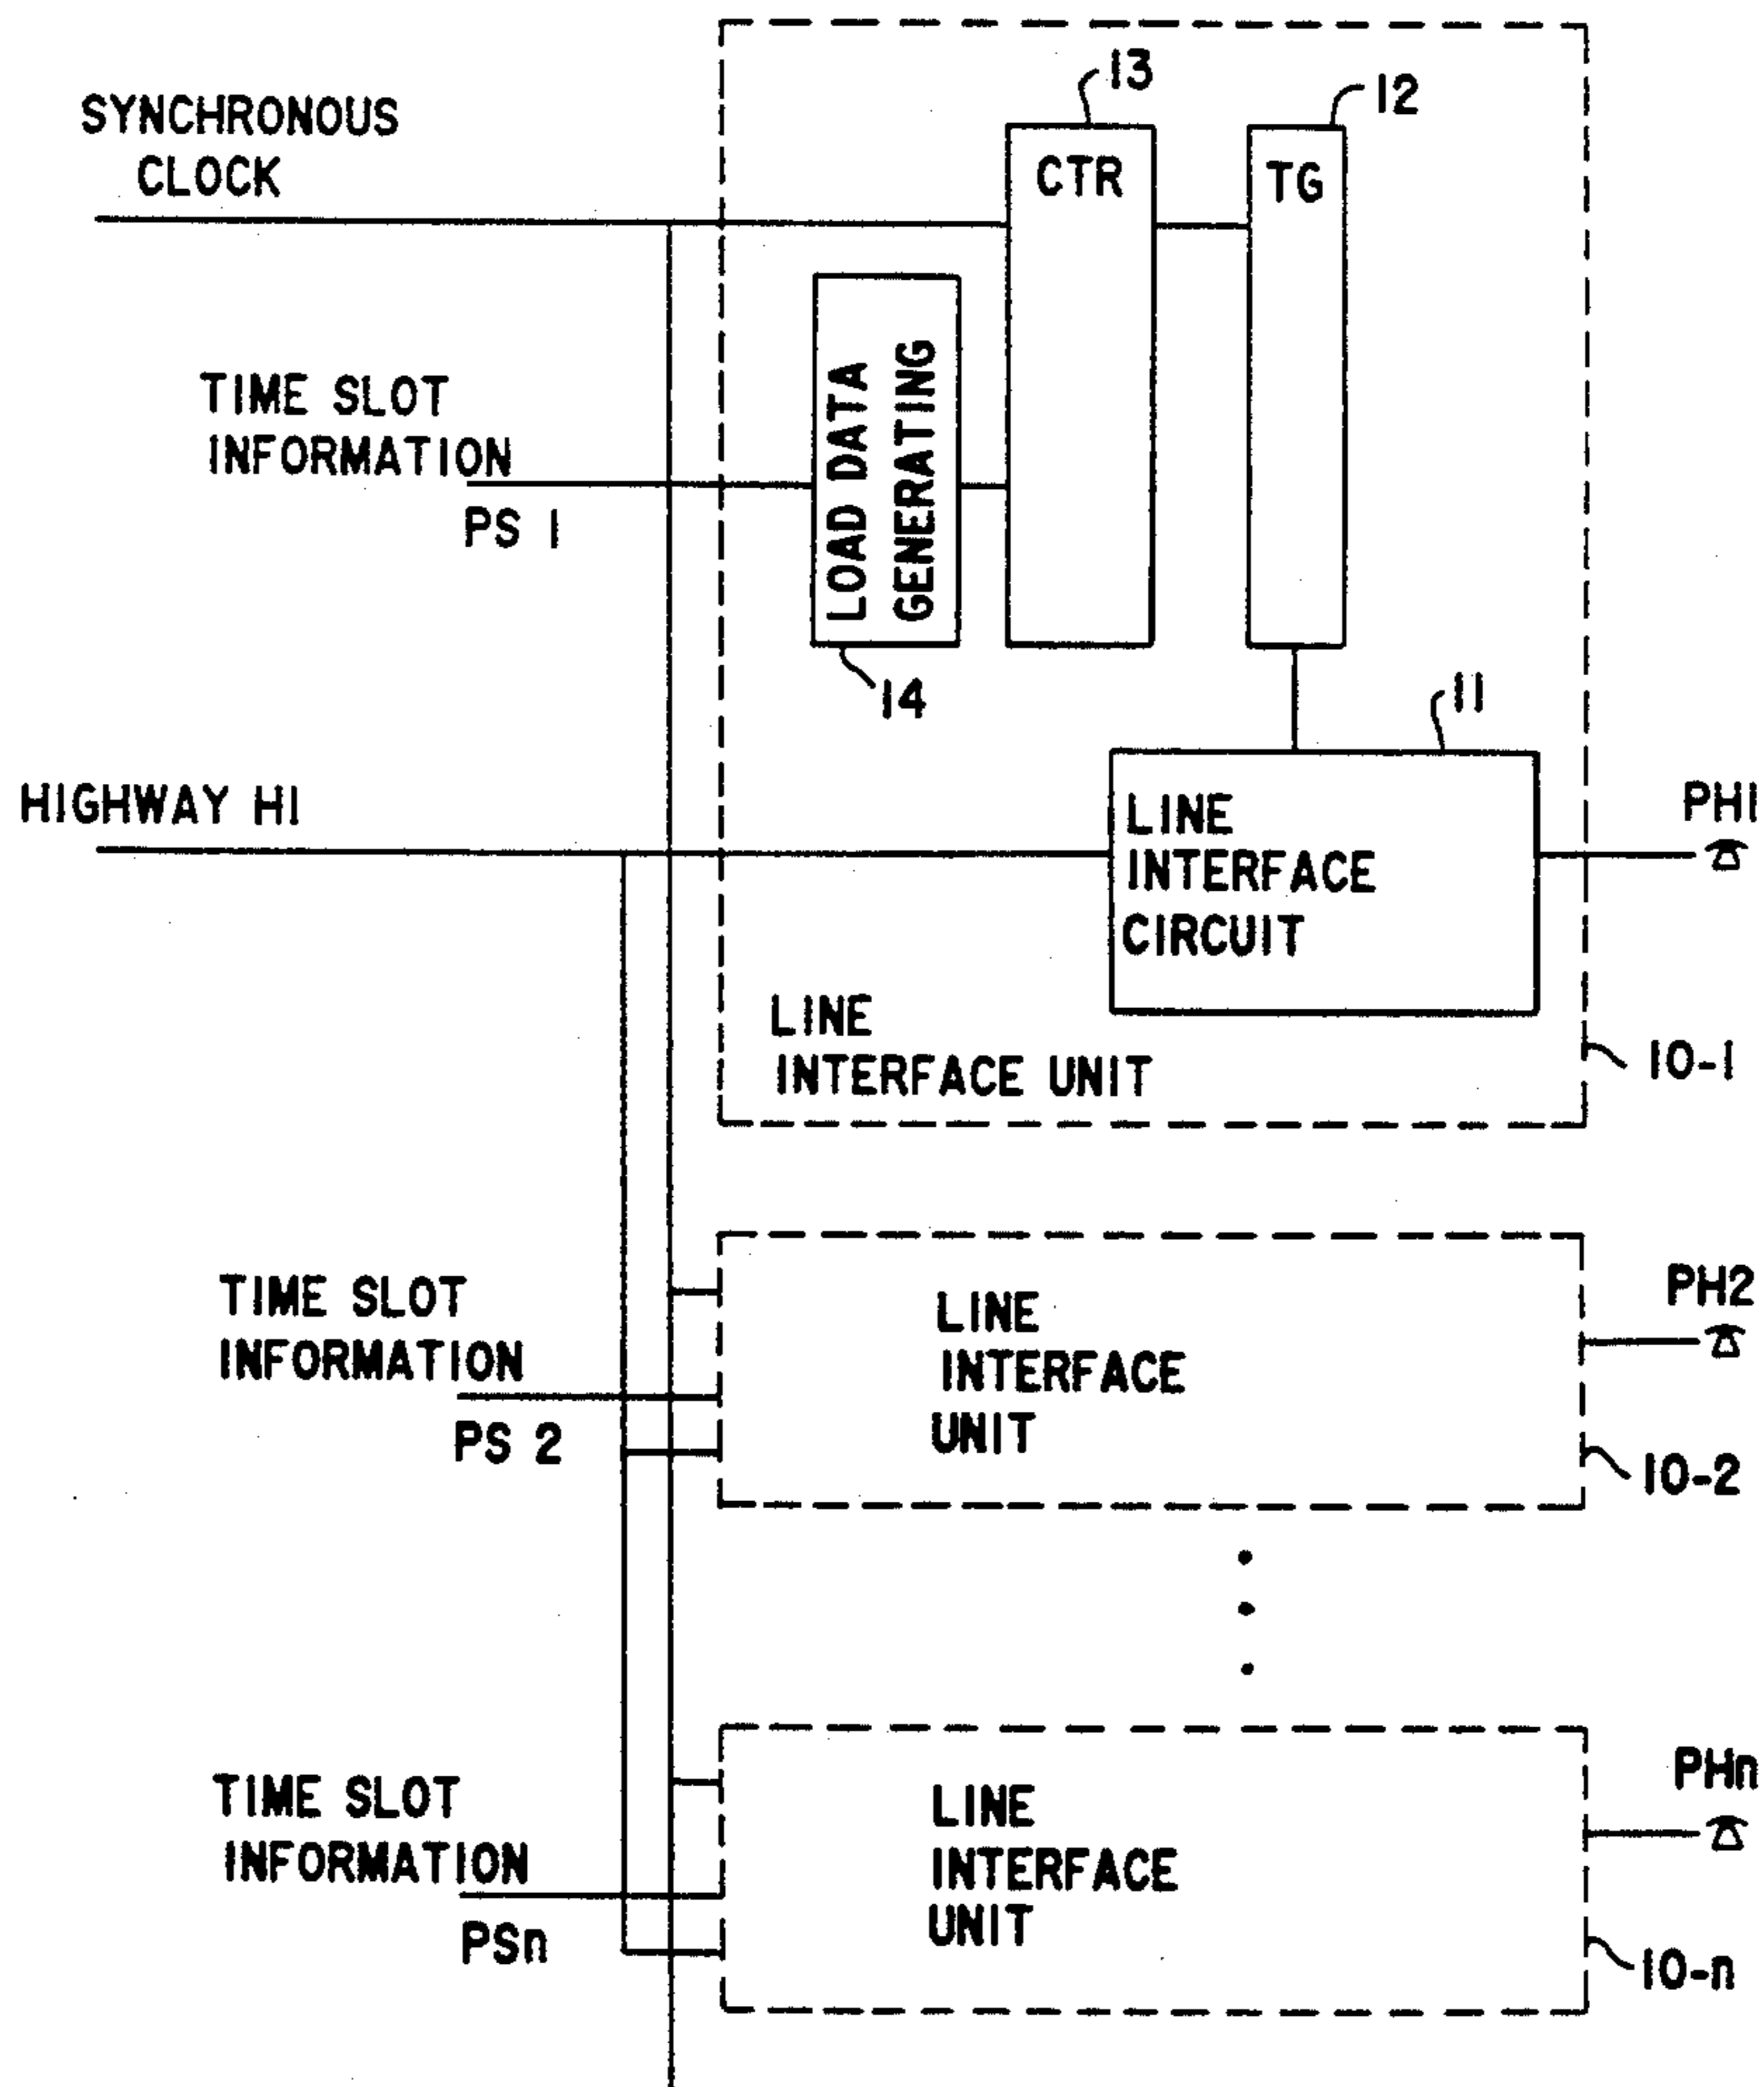 13
12
SYNCHRONOUS
CLOCK
CTR
TG
TIME SLOT
INFORMATION
PS 1
LOAD DATA
GENERATING
14
11
HIGHWAY HI
PH1
LINE
INTERFACE
CIRCUIT
LINE
INTERFACE UNIT
10-1
TIME SLOT
INFORMATION
PS 2
LINE
INTERFACE
UNIT
PH2
10-2
TIME SLOT
INFORMATION
PSn
LINE
INTERFACE
UNIT
PHn
10-n